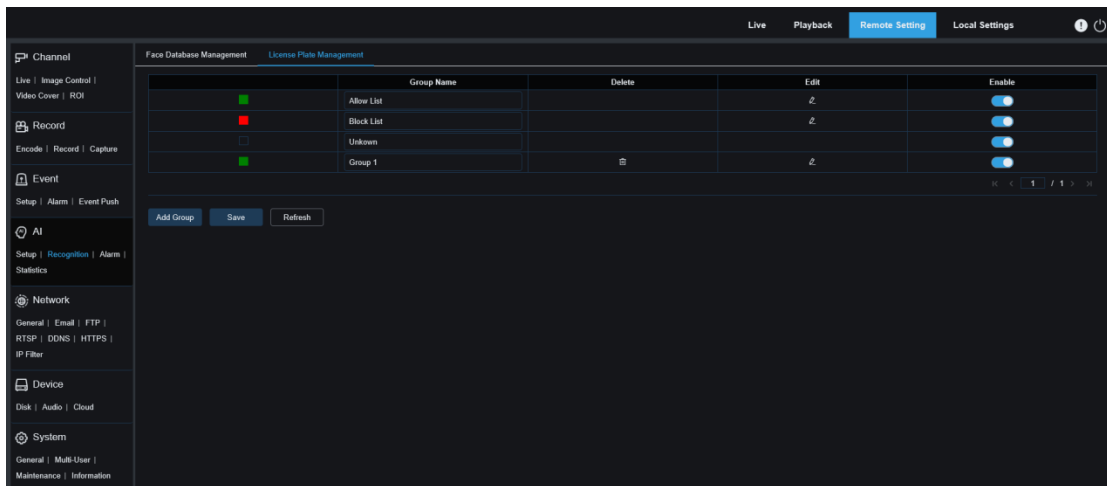 Live Playback Remote Setting Local Settings
Channel
Live | Image Control |
Video Cover | ROI
Record
Encode | Record | Capture
Event
Setup | Alarm | Event Push
AI
Setup | Recognition | Alarm |
Statistics
Network
General | Email | FTP |
RTSP | DDNS | HTTPS |
IP Filter
Device
Disk | Audio | Cloud
System
General | Multi-User |
Maintenance | Information
Face Database Management License Plate Management
Group Name Delete Edit Enable
Allow List
Block List
Unkown
Group 1
1 / 1
Add Group Save Refresh